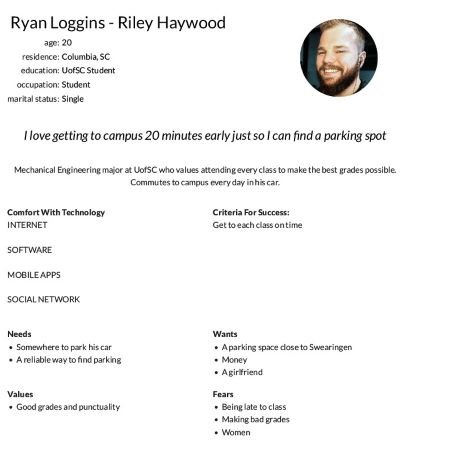 Ryan Loggins - Riley Haywood
age: 20
residence: Columbia, SC
education: UofSC Student
occupation: Student
marital status: Single
I love getting to campus 20 minutes early just so I can find a parking spot
Mechanical Engineering major at UofSC who values attending every class to make the best grades possible.
Commutes to campus every day in his car.
Comfort With Technology
INTERNET
SOFTWARE
MOBILE APPS
SOCIAL NETWORK
Criteria For Success:
Get to each class on time
Needs
• Somewhere to park his car
• A reliable way to find parking
Wants
• A parking space close to Swearingen
• Money
• A girlfriend
Values
• Good grades and punctuality
Fears
• Being late to class
• Making bad grades
• Women